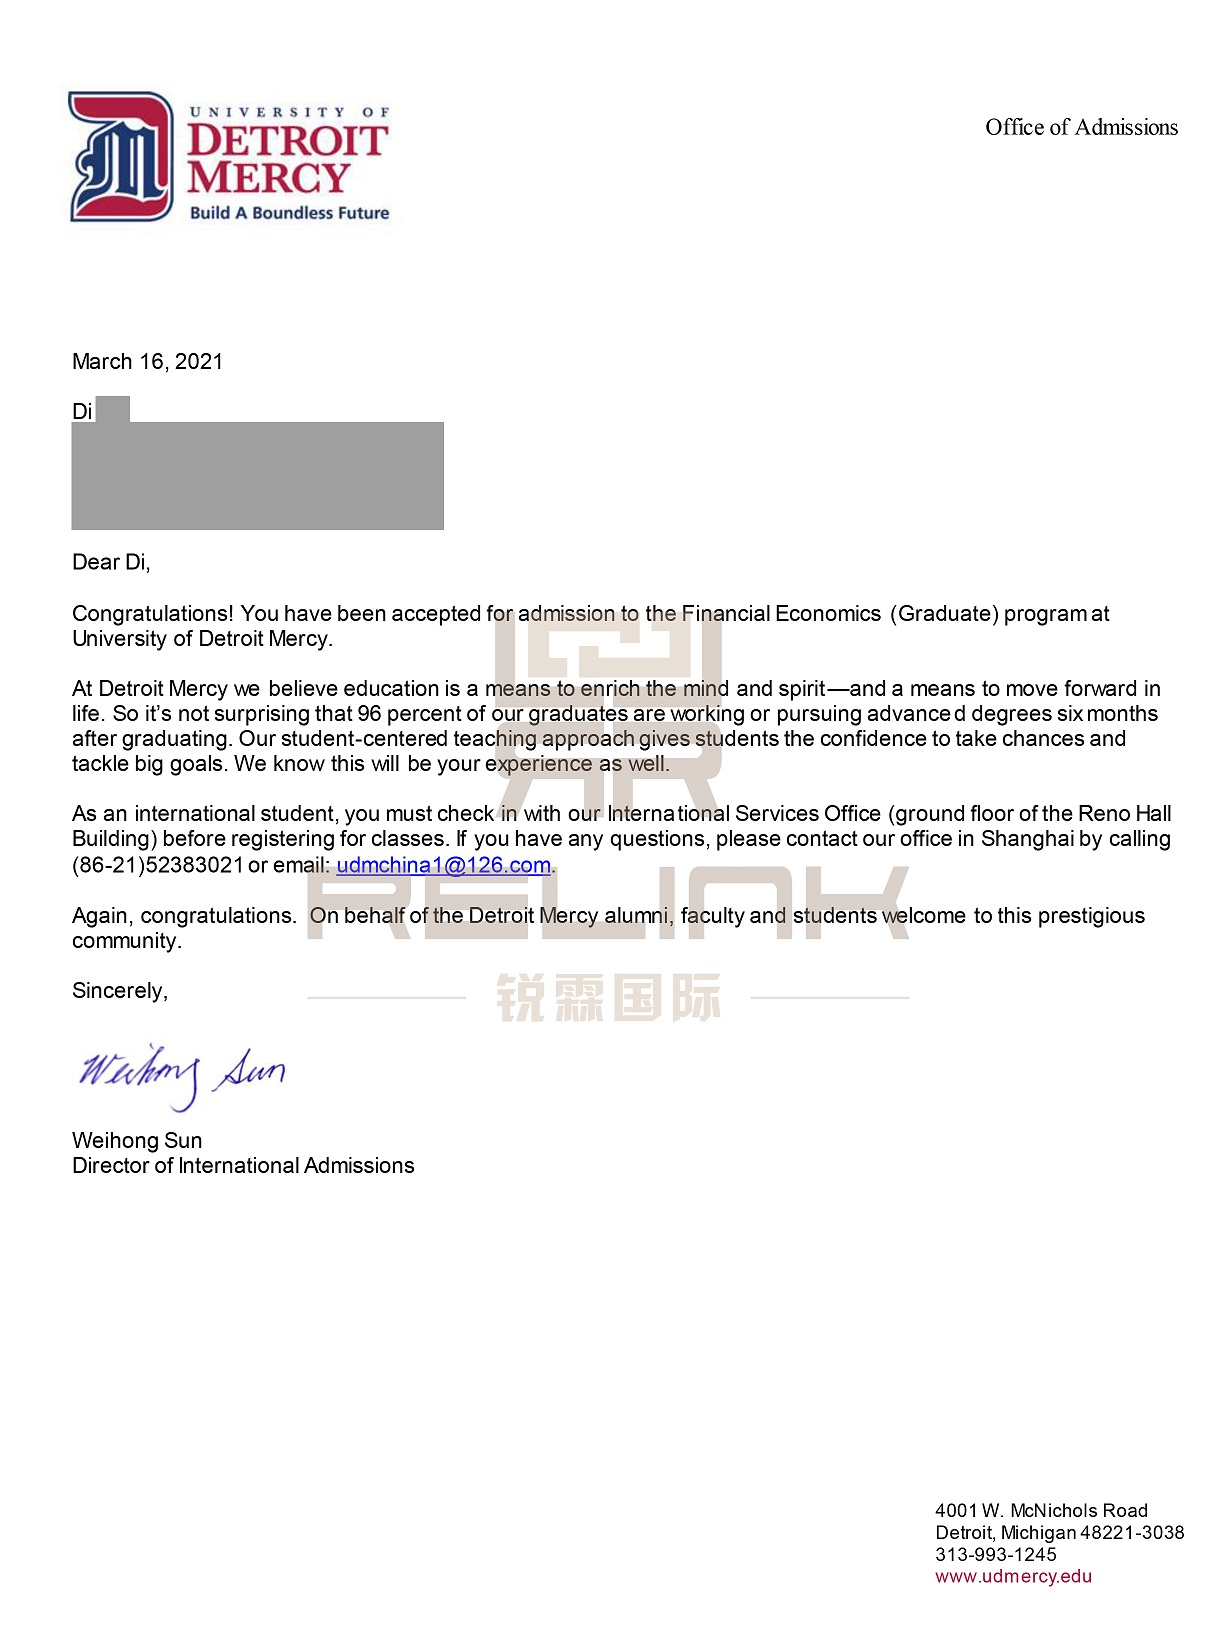 UNIVERSITY OF
DETROIT
MERCY
Build A Boundless Future
Office of Admissions
March 16, 2021
Di
Dear Di,
Congratulations! You have been accepted for admission to the Financial Economics (Graduate) program at
University of Detroit Mercy.
At Detroit Mercy we believe education is a means to enrich the mind and spirit—and a means to move forward in
life. So it’s not surprising that 96 percent of our graduates are working or pursuing advanced degrees six months
after graduating. Our student-centered teaching approach gives students the confidence to take chances and
tackle big goals. We know this will be your experience as well.
As an international student, you must check in with our International Services Office (ground floor of the Reno Hall
Building) before registering for classes. If you have any questions, please contact our office in Shanghai by calling
(86-21)52383021 or email: udmchina1@126.com.
RELINK
Again, congratulations. On behalf of the Detroit Mercy alumni, faculty and students welcome to this prestigious
community.
Sincerely,
锐霖国际
Weihong Sun
Weihong Sun
Director of International Admissions
4001 W. McNichols Road
Detroit, Michigan 48221-3038
313-993-1245
www.udmercy.edu